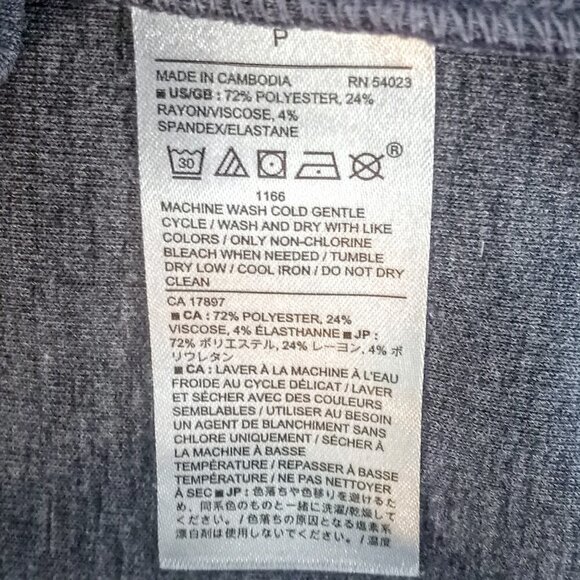 P
MADE IN CAMBODIA RN 54023
■ US/GB : 72% POLYESTER, 24%
RAYON/VISCOSE, 4%
SPANDEX/ELASTANE
30 ®
1166
MACHINE WASH COLD GENTLE
CYCLE / WASH AND DRY WITH LIKE
COLORS / ONLY NON-CHLORINE
BLEACH WHEN NEEDED / TUMBLE
DRY LOW / COOL IRON / DO NOT DRY
CLEAN
CA 17897
■ CA : 72% POLYESTER, 24%
VISCOSE, 4% ÉLASTHANNE ■ JP :
72% ポリエステル, 24% レーヨン, 4% ポ
リウレタン
■ CA : LAVER À LA MACHINE À L'EAU
FROIDE AU CYCLE DÉLICAT / LAVER
ET SÉCHER AVEC DES COULEURS
SEMBLABLES / UTILISER AU BESOIN
UN AGENT DE BLANCHIMENT SANS
CHLORE UNIQUEMENT / SÉCHER À
LA MACHINE À BASSE
TEMPÉRATURE / REPASSER À BASSE
TEMPÉRATURE / NE PAS NETTOYER
À SEC ■ JP : 色落ちや色移りを避けるた
め、同系色のものと一緒に洗濯/乾燥して
ください。/ 色落ちの原因となる塩素系
漂白剤は使用しないでください。/ 高温